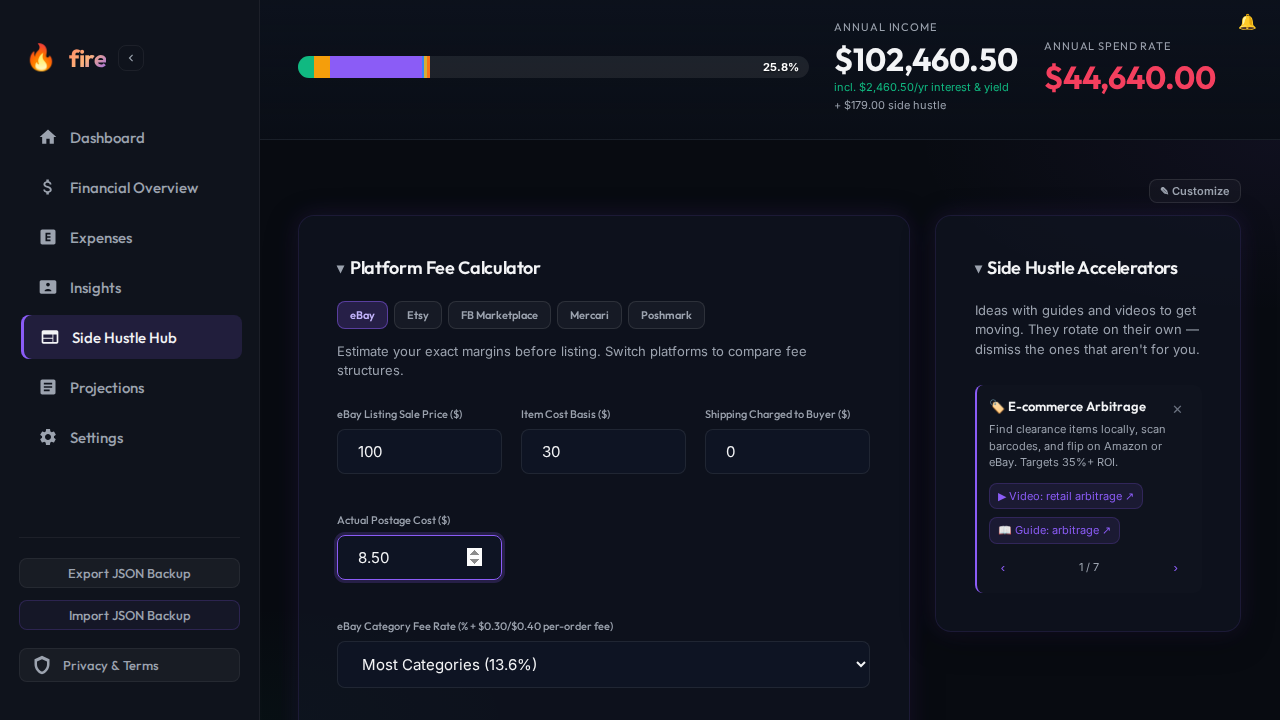 fire
Dashboard
Financial Overview
Expenses
Insights
Side Hustle Hub
Projections
Settings
Export JSON Backup
Import JSON Backup
Privacy & Terms
25.8%
ANNUAL INCOME
$102,460.50
incl. $2,460.50/yr interest & yield
+ $179.00 side hustle
ANNUAL SPEND RATE
$44,640.00
✎ Customize
▾ Platform Fee Calculator
eBay
Etsy
FB Marketplace
Mercari
Poshmark
Estimate your exact margins before listing. Switch platforms to compare fee
structures.
eBay Listing Sale Price ($)
100
Item Cost Basis ($)
30
Shipping Charged to Buyer ($)
0
Actual Postage Cost ($)
8.50
eBay Category Fee Rate (% + $0.30/$0.40 per-order fee)
Most Categories (13.6%)
▾ Side Hustle Accelerators
Ideas with guides and videos to get
moving. They rotate on their own —
dismiss the ones that aren't for you.
🏷️ E-commerce Arbitrage
Find clearance items locally, scan
barcodes, and flip on Amazon or
eBay. Targets 35%+ ROI.
▶ Video: retail arbitrage ↗
📖 Guide: arbitrage ↗
‹ 1 / 7 ›